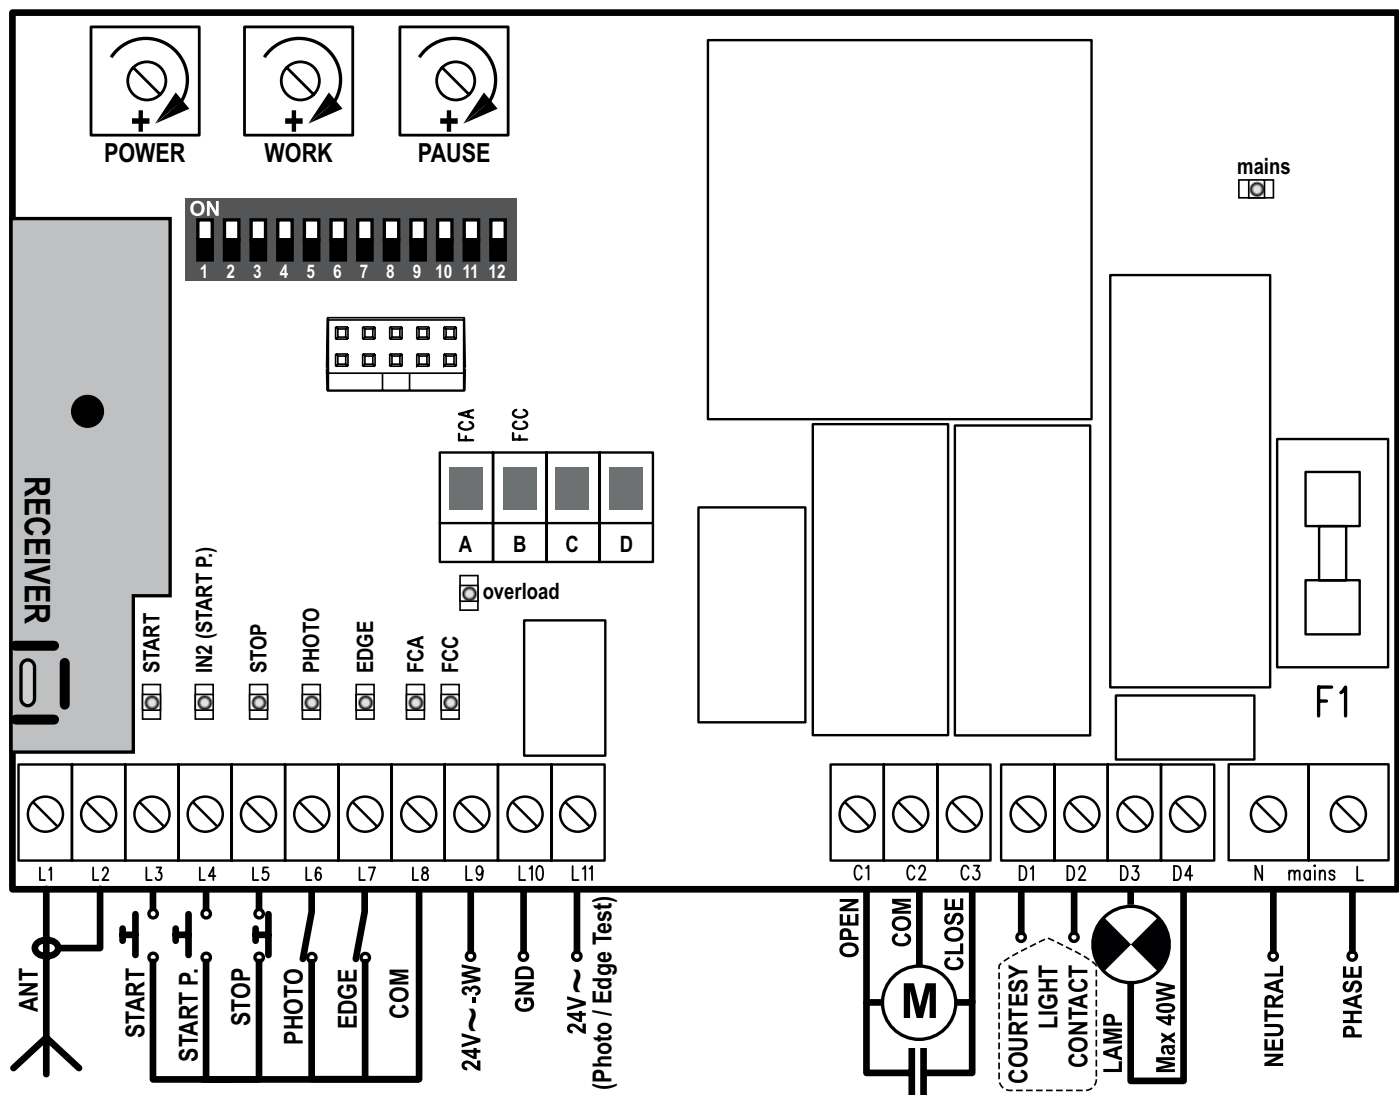 POWER WORK PAUSE
mains
ON
1 2 3 4 5 6 7 8 9 10 11 12
FCA FCC
A B C D
overload
RECEIVER
START
IN2 (START P.)
STOP
PHOTO
EDGE
FCA
FCC
F1
L1 L2 L3 L4 L5 L6 L7 L8 L9 L10 L11
C1 C2 C3 D1 D2 D3 D4 N mains L
ANT
START
START P.
STOP
PHOTO
EDGE
COM
24V~-3W
GND
24V~
(Photo / Edge Test)
OPEN
COM
CLOSE
M
COURTESY
LIGHT
CONTACT
LAMP
Max 40W
NEUTRAL
PHASE